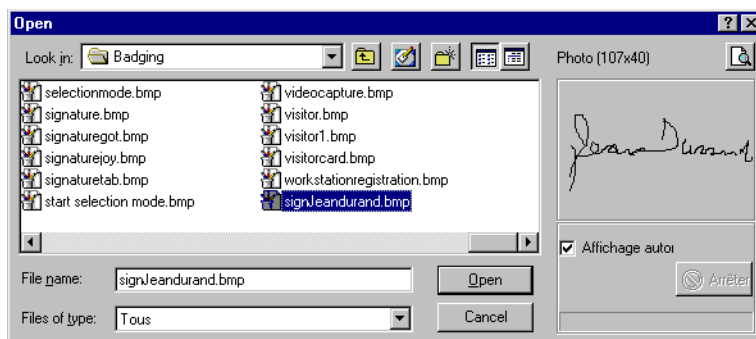 Open
Look in: Badging
Photo (107x40)
selectionmode.bmp
signature.bmp
signaturegot.bmp
signaturejoy.bmp
signaturetab.bmp
start selection mode.bmp
videocapture.bmp
visitor.bmp
visitor1.bmp
visitorcard.bmp
workstationregistration.bmp
signJeandurand.bmp
Jean Durand
Affichage autor
File name: signJeandurand.bmp
Open
Arrêter
Files of type: Tous
Cancel